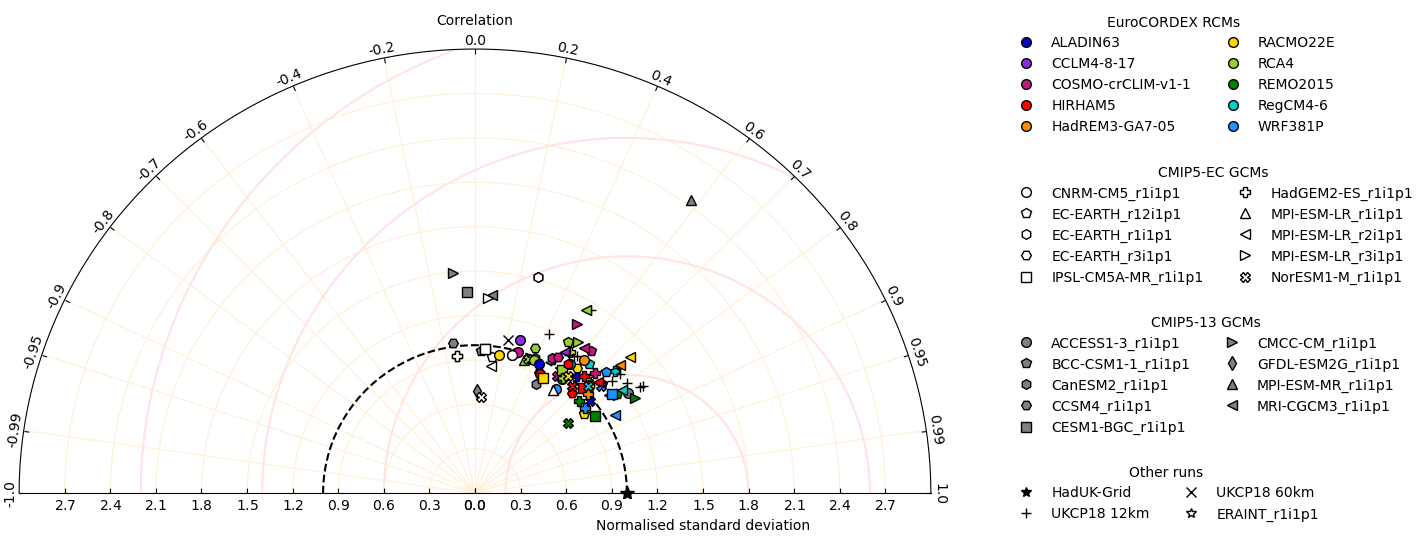 Correlation
-1.0
-0.99
-0.95
-0.9
-0.8
-0.7
-0.6
-0.4
-0.2
0.0
0.2
0.4
0.6
0.7
0.8
0.9
0.95
0.99
1.0
2.7 2.4 2.1 1.8 1.5 1.2 0.9 0.6 0.3 0.0 0.0 0.3 0.6 0.9 1.2 1.5 1.8 2.1 2.4 2.7
Normalised standard deviation
EuroCORDEX RCMs
ALADIN63
CCLM4-8-17
COSMO-crCLIM-v1-1
HIRHAM5
HadREM3-GA7-05
RACMO22E
RCA4
REMO2015
RegCM4-6
WRF381P
CMIP5-EC GCMs
CNRM-CM5_r1i1p1
EC-EARTH_r12i1p1
EC-EARTH_r1i1p1
EC-EARTH_r3i1p1
IPSL-CM5A-MR_r1i1p1
HadGEM2-ES_r1i1p1
MPI-ESM-LR_r1i1p1
MPI-ESM-LR_r2i1p1
MPI-ESM-LR_r3i1p1
NorESM1-M_r1i1p1
CMIP5-13 GCMs
ACCESS1-3_r1i1p1
BCC-CSM1-1_r1i1p1
CanESM2_r1i1p1
CCSM4_r1i1p1
CESM1-BGC_r1i1p1
CMCC-CM_r1i1p1
GFDL-ESM2G_r1i1p1
MPI-ESM-MR_r1i1p1
MRI-CGCM3_r1i1p1
Other runs
HadUK-Grid
UKCP18 12km
UKCP18 60km
ERAINT_r1i1p1